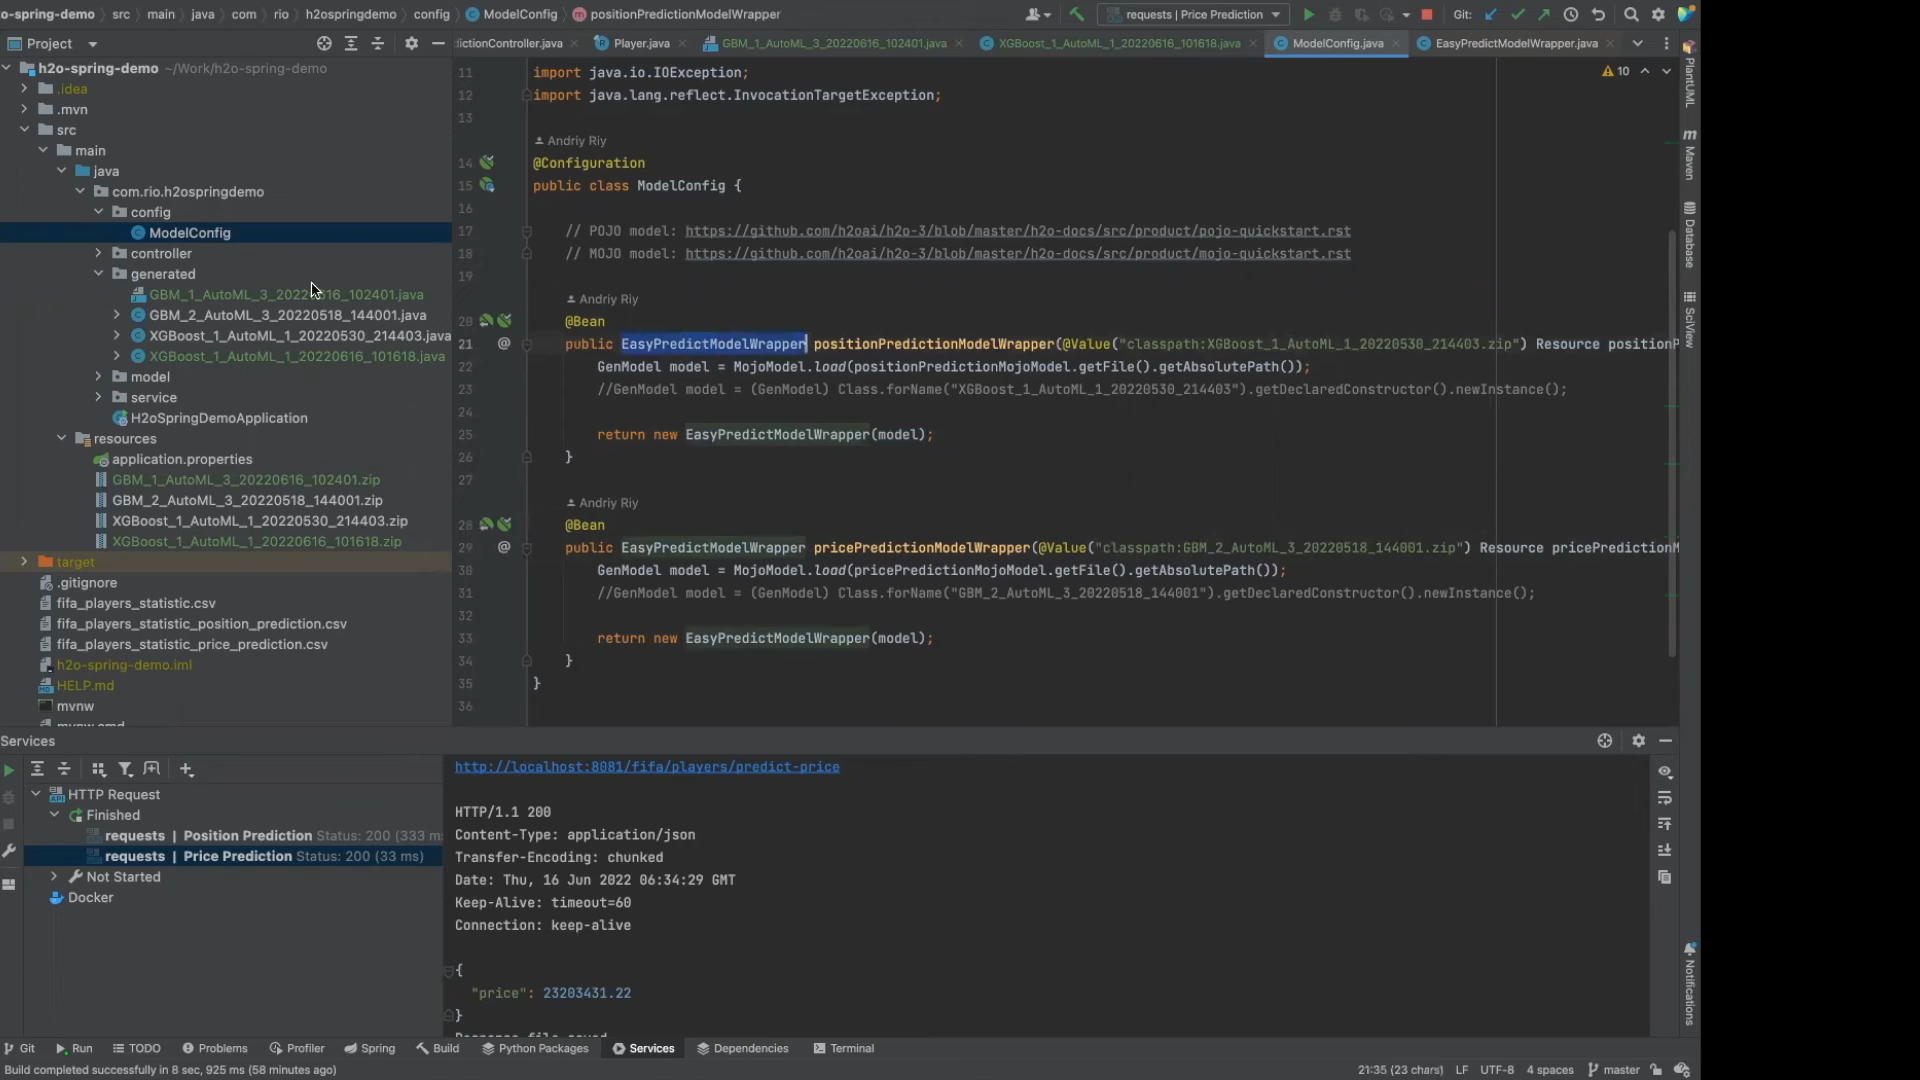 o-spring-demo src main java com rio h2ospringdemo config ModelConfig positionPredictionModelWrapper
requests | Price Prediction Git:
Project
ictionController.java Player.java GBM_1_AutoML_3_20220616_102401.java XGBoost_1_AutoML_1_20220616_101618.java ModelConfig.java EasyPredictModelWrapper.java
h2o-spring-demo ~/Work/h2o-spring-demo
.idea
.mvn
src
main
java
com.rio.h2ospringdemo
config
ModelConfig
controller
generated
GBM_1_AutoML_3_20220616_102401.java
GBM_2_AutoML_3_20220518_144001.java
XGBoost_1_AutoML_1_20220530_214403.java
XGBoost_1_AutoML_1_20220616_101618.java
model
service
H2oSpringDemoApplication
resources
application.properties
GBM_1_AutoML_3_20220616_102401.zip
GBM_2_AutoML_3_20220518_144001.zip
XGBoost_1_AutoML_1_20220530_214403.zip
XGBoost_1_AutoML_1_20220616_101618.zip
target
.gitignore
fifa_players_statistic.csv
fifa_players_statistic_position_prediction.csv
fifa_players_statistic_price_prediction.csv
h2o-spring-demo.iml
HELP.md
mvnw
10
11 import java.io.IOException;
12 import java.lang.reflect.InvocationTargetException;
13
Andriy Riy
14 @Configuration
15 public class ModelConfig {
16
17 // POJO model: https://github.com/h2oai/h2o-3/blob/master/h2o-docs/src/product/pojo-quickstart.rst
18 // MOJO model: https://github.com/h2oai/h2o-3/blob/master/h2o-docs/src/product/mojo-quickstart.rst
19
Andriy Riy
20 @Bean
21 @ public EasyPredictModelWrapper positionPredictionModelWrapper(@Value("classpath:XGBoost_1_AutoML_1_20220530_214403.zip") Resource positionP
22 GenModel model = MojoModel.load(positionPredictionMojoModel.getFile().getAbsolutePath());
23 //GenModel model = (GenModel) Class.forName("XGBoost_1_AutoML_1_20220530_214403").getDeclaredConstructor().newInstance();
24
25 return new EasyPredictModelWrapper(model);
26 }
27
Andriy Riy
28 @Bean
29 @ public EasyPredictModelWrapper pricePredictionModelWrapper(@Value("classpath:GBM_2_AutoML_3_20220518_144001.zip") Resource pricePredictionM
30 GenModel model = MojoModel.load(pricePredictionMojoModel.getFile().getAbsolutePath());
31 //GenModel model = (GenModel) Class.forName("GBM_2_AutoML_3_20220518_144001").getDeclaredConstructor().newInstance();
32
33 return new EasyPredictModelWrapper(model);
34 }
35 }
36
PlantUML
Maven
Database
SciView
Notifications
Services
HTTP Request
Finished
requests | Position Prediction Status: 200 (333 m
requests | Price Prediction Status: 200 (33 ms)
Not Started
Docker
http://localhost:8081/fifa/players/predict-price
HTTP/1.1 200
Content-Type: application/json
Transfer-Encoding: chunked
Date: Thu, 16 Jun 2022 06:34:29 GMT
Keep-Alive: timeout=60
Connection: keep-alive
{
"price": 23203431.22
}
Git Run TODO Problems Profiler Spring Build Python Packages Services Dependencies Terminal
Build completed successfully in 8 sec, 925 ms (58 minutes ago) 21:35 (23 chars) LF UTF-8 4 spaces master